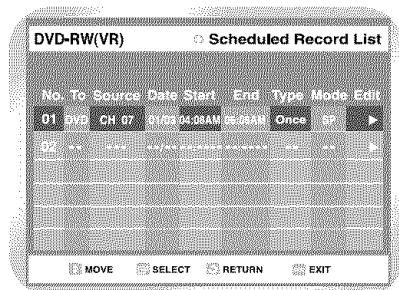 DVD-RW(VR) Scheduled Record List
No. To Source Date Start End Type Mode Edit
01 DVD CH 07 01/03 04:08AM 06:08AM Once SP ►
02 -- --- --/-- ------ ------ -- -- ►
MOVE SELECT RETURN EXIT